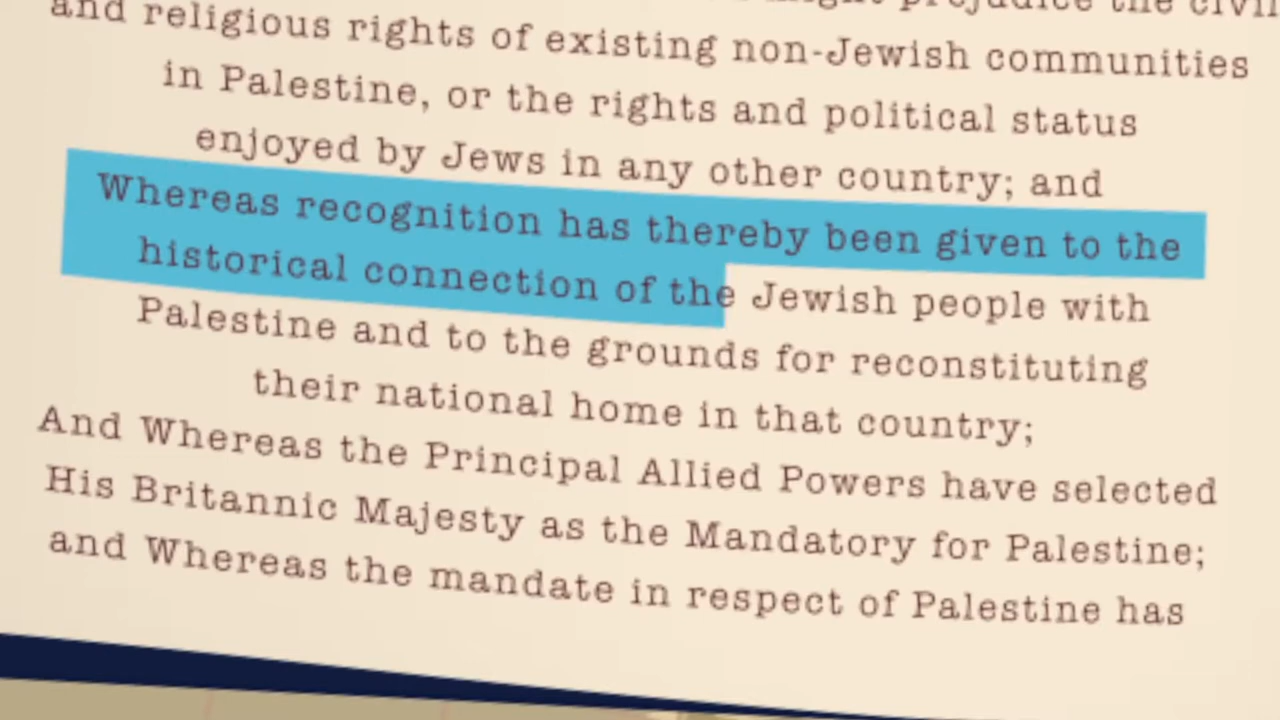 might prejudice the civil
and religious rights of existing non-Jewish communities
in Palestine, or the rights and political status
enjoyed by Jews in any other country; and
Whereas recognition has thereby been given to the
historical connection of the Jewish people with
Palestine and to the grounds for reconstituting
their national home in that country;
And Whereas the Principal Allied Powers have selected
His Britannic Majesty as the Mandatory for Palestine;
and Whereas the mandate in respect of Palestine has